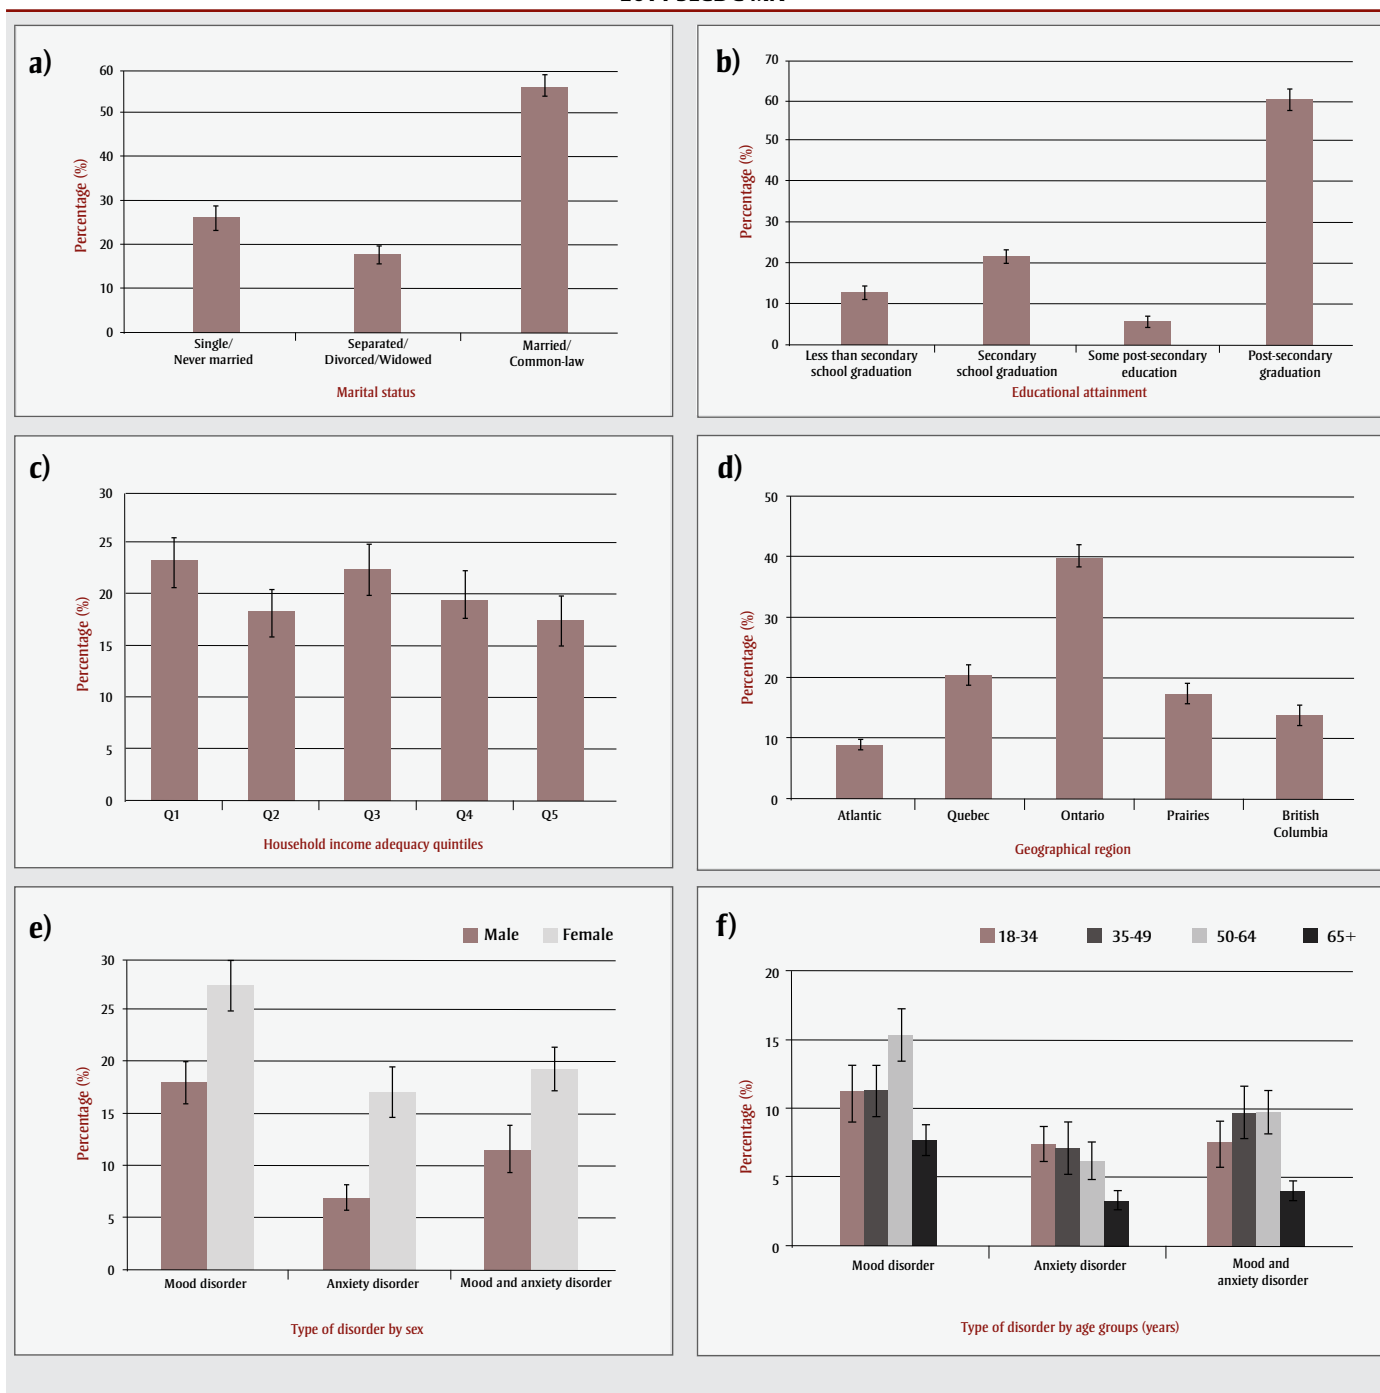 a)
60
50
40
30
20
10
0
Percentage (%)
Single/
Never married
Separated/
Divorced/Widowed
Married/
Common-law
Marital status
b)
70
60
50
40
30
20
10
0
Percentage (%)
Less than secondary
school graduation
Secondary
school graduation
Some post-secondary
education
Post-secondary
graduation
Educational attainment
c)
30
25
20
15
10
5
0
Percentage (%)
Q1 Q2 Q3 Q4 Q5
Household income adequacy quintiles
d)
50
40
30
20
10
0
Percentage (%)
Atlantic Quebec Ontario Prairies British
Columbia
Geographical region
e)
Male Female
30
25
20
15
10
5
0
Percentage (%)
Mood disorder Anxiety disorder Mood and anxiety disorder
Type of disorder by sex
f)
18-34 35-49 50-64 65+
20
15
10
5
0
Percentage (%)
Mood disorder Anxiety disorder Mood and
anxiety disorder
Type of disorder by age groups (years)